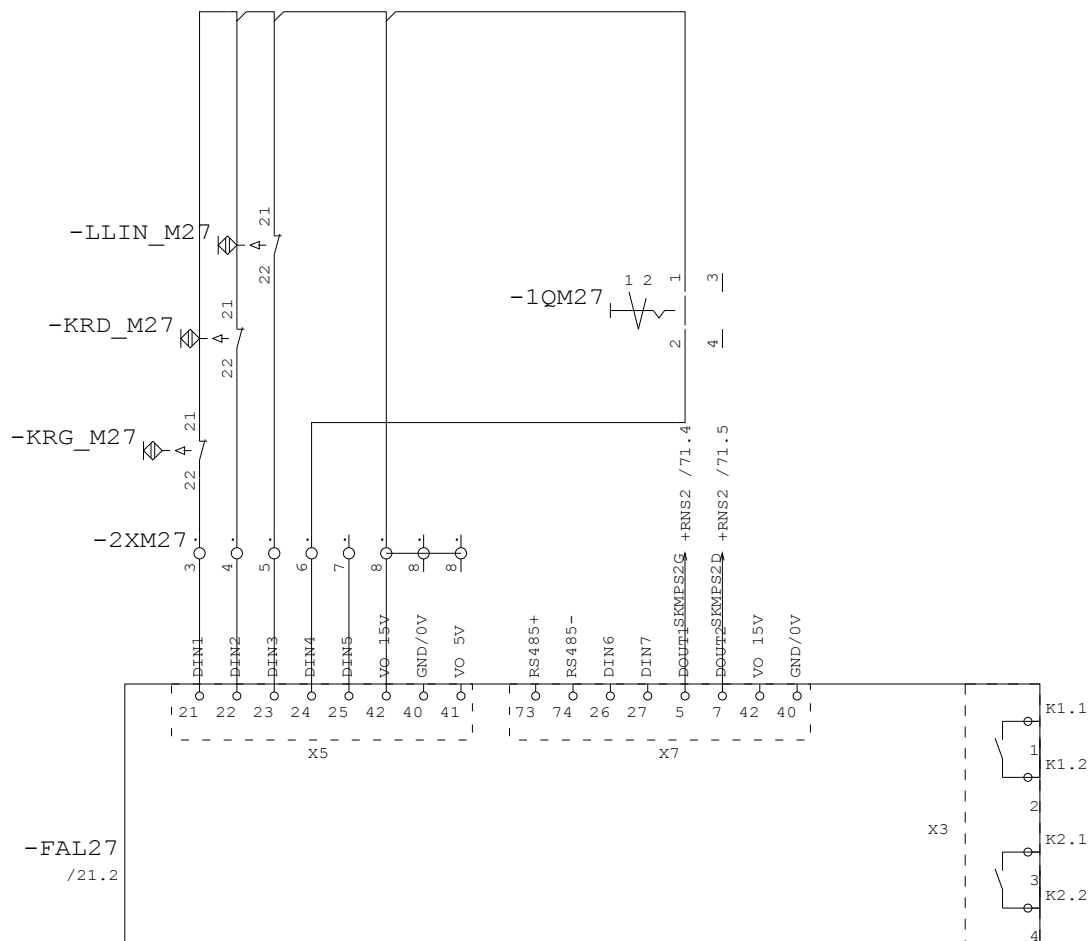 21
-LLIN_M27
22
1 2
1
3
-1QM27
2
4
21
-KRD_M27
22
21
-KRG_M27
22
+RNS2 /71.4
+RNS2 /71.5
SKMPS2G
SKMPS2D
-2XM27
3
4
5
6
7
8
8
8
DIN1
DIN2
DIN3
DIN4
DIN5
VO 15V
GND/0V
VO 5V
RS485+
RS485-
DIN6
DIN7
DOUT1
DOUT2
VO 15V
GND/0V
21
22
23
24
25
42
40
41
73
74
26
27
5
7
42
40
X5
X7
K1.1
1
K1.2
2
X3
K2.1
3
K2.2
4
-FAL27
/21.2